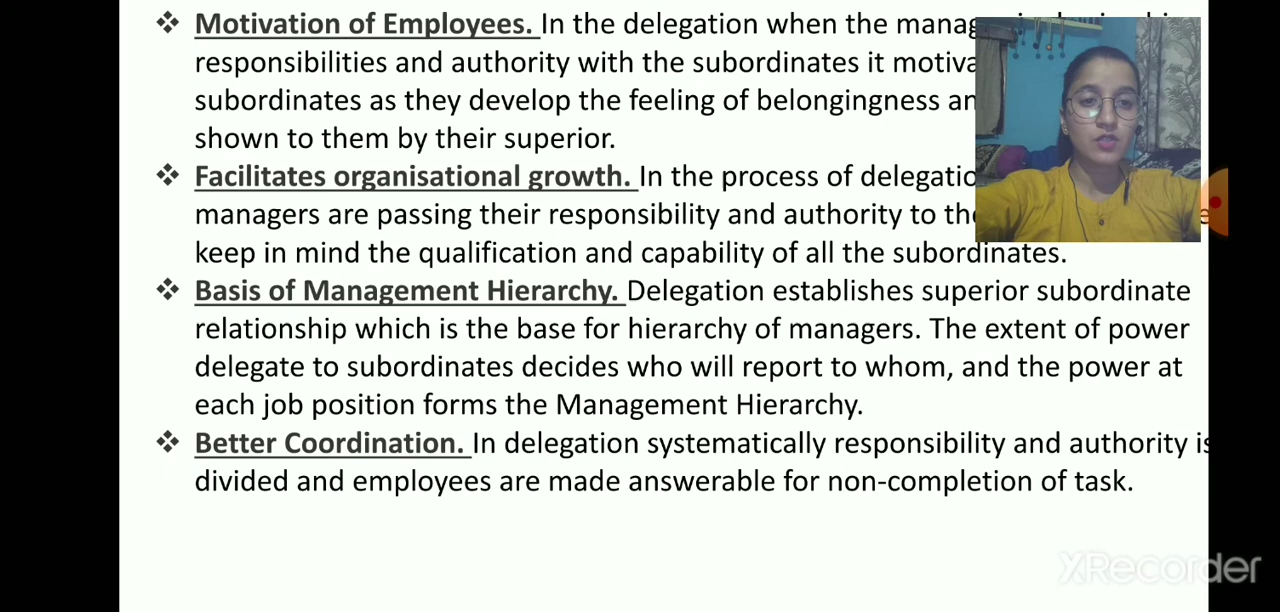 ❖ Motivation of Employees. In the delegation when the
responsibilities and authority with the subordinates it
subordinates as they develop the feeling of belongingness
shown to them by their superior.
❖ Facilitates organisational growth. In the process of
managers are passing their responsibility and authority to
keep in mind the qualification and capability of all the subordinates.
❖ Basis of Management Hierarchy. Delegation establishes superior subordinate
relationship which is the base for hierarchy of managers. The extent of power
delegate to subordinates decides who will report to whom, and the power at
each job position forms the Management Hierarchy.
❖ Better Coordination. In delegation systematically responsibility and authority is
divided and employees are made answerable for non-completion of task.
XRecorder